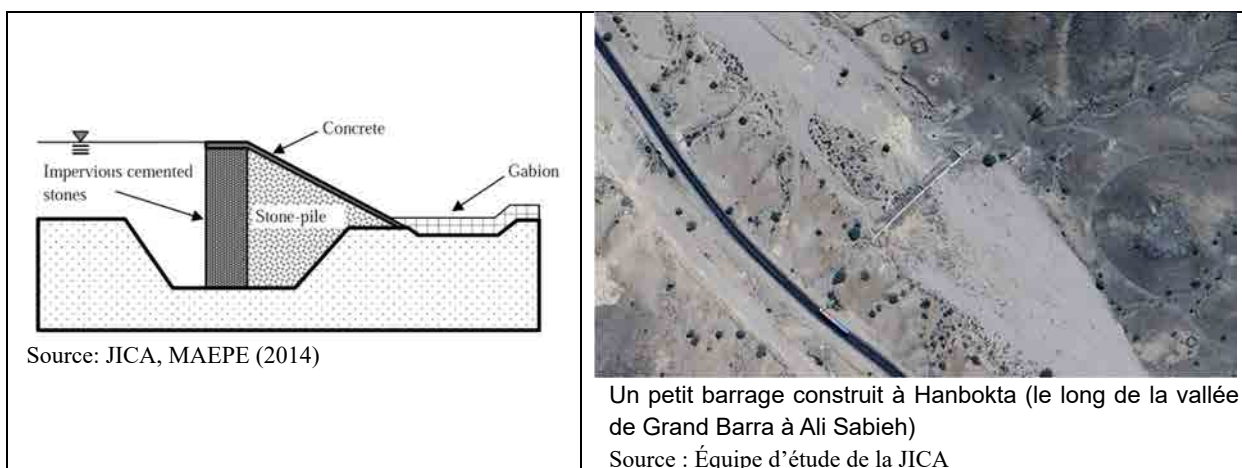 Concrete
Gabion
Impervious cemented
stones
Stone-pile
Source: JICA, MAEPE (2014)
Un petit barrage construit à Hanbokta (le long de la vallée
de Grand Barra à Ali Sabieh)
Source : Équipe d'étude de la JICA